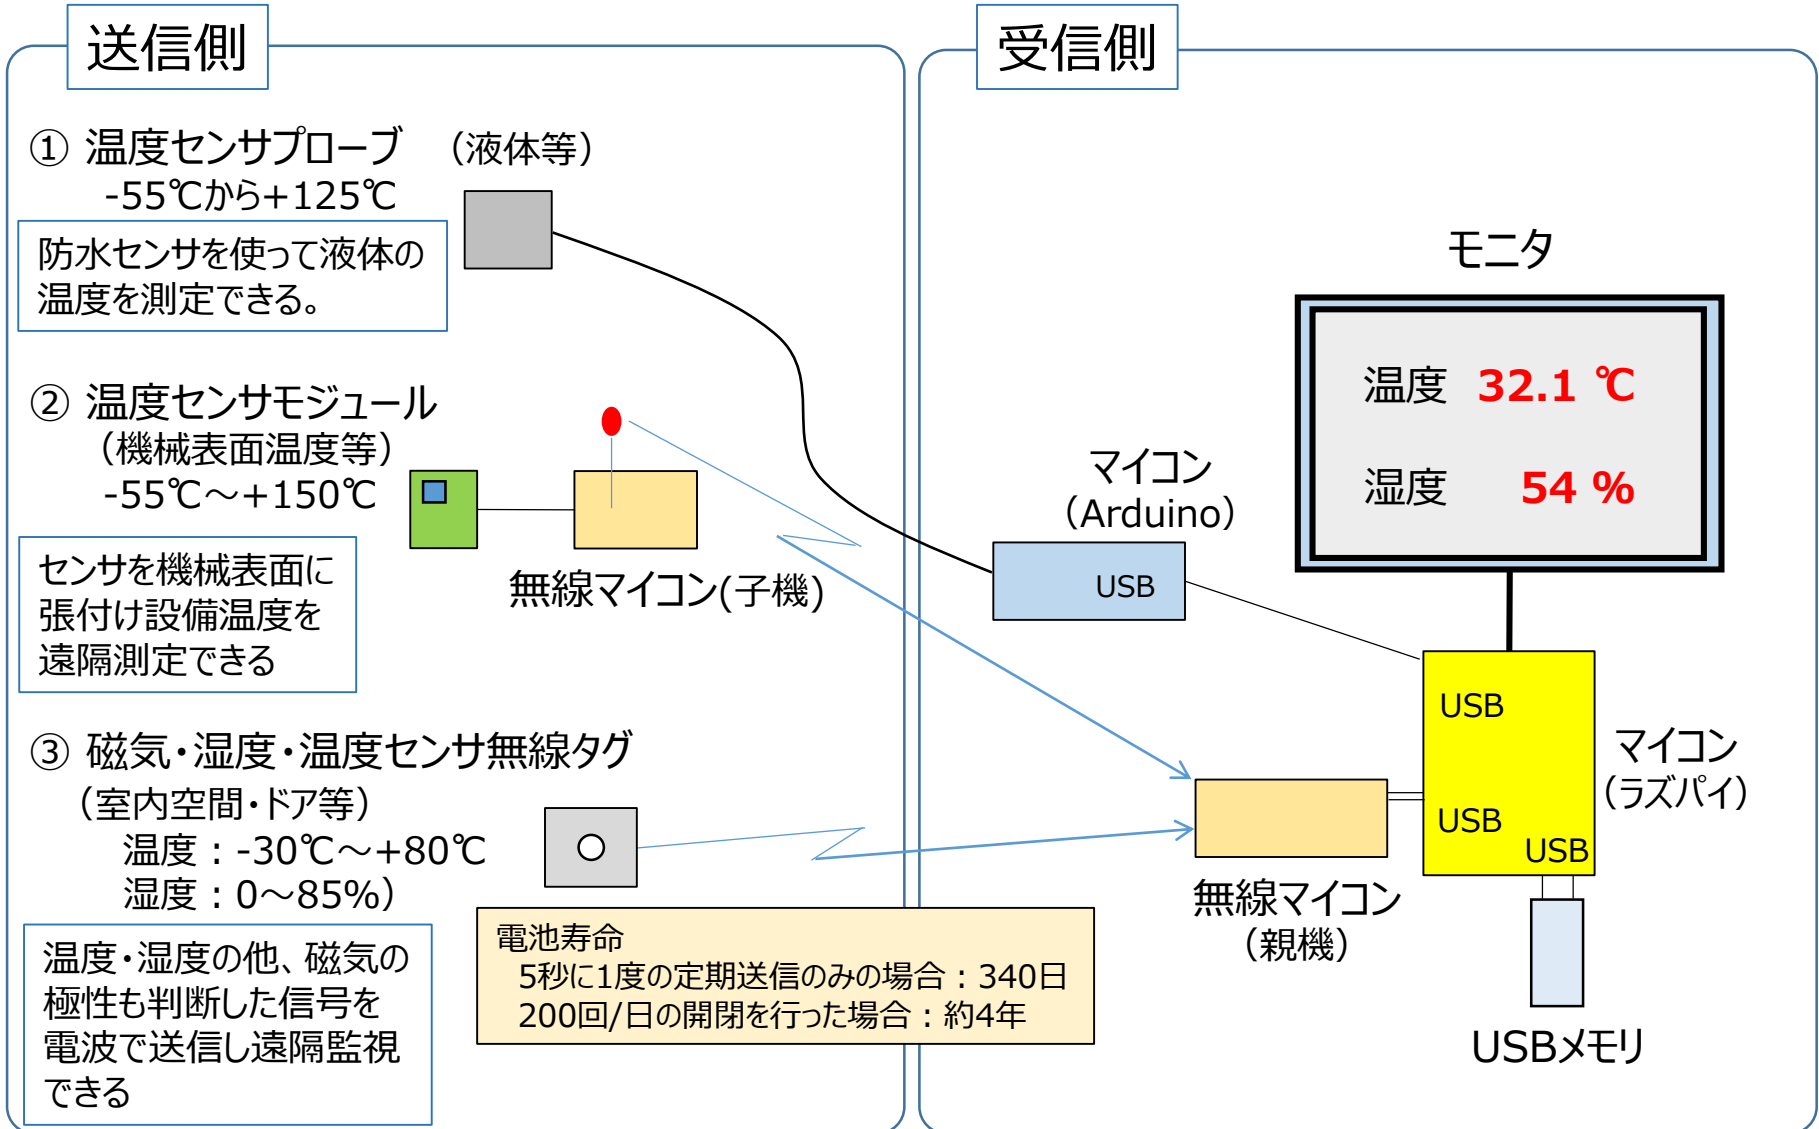 送信側
① 温度センサプローブ （液体等）
-55℃から+125℃
防水センサを使って液体の
温度を測定できる。
② 温度センサモジュール
（機械表面温度等）
-55℃～+150℃
無線マイコン(子機)
センサを機械表面に
張付け設備温度を
遠隔測定できる
③ 磁気・湿度・温度センサ無線タグ
（室内空間・ドア等）
温度：-30℃～+80℃
湿度：0～85%）
温度・湿度の他、磁気の
極性も判断した信号を
電波で送信し遠隔監視
できる
電池寿命
5秒に1度の定期送信のみの場合：340日
200回/日の開閉を行った場合：約4年
受信側
モニタ
温度 32.1 ℃
湿度 54 %
マイコン
（Arduino）
USB
USB
マイコン
（ラズパイ）
USB
USB
無線マイコン
（親機）
USBメモリ